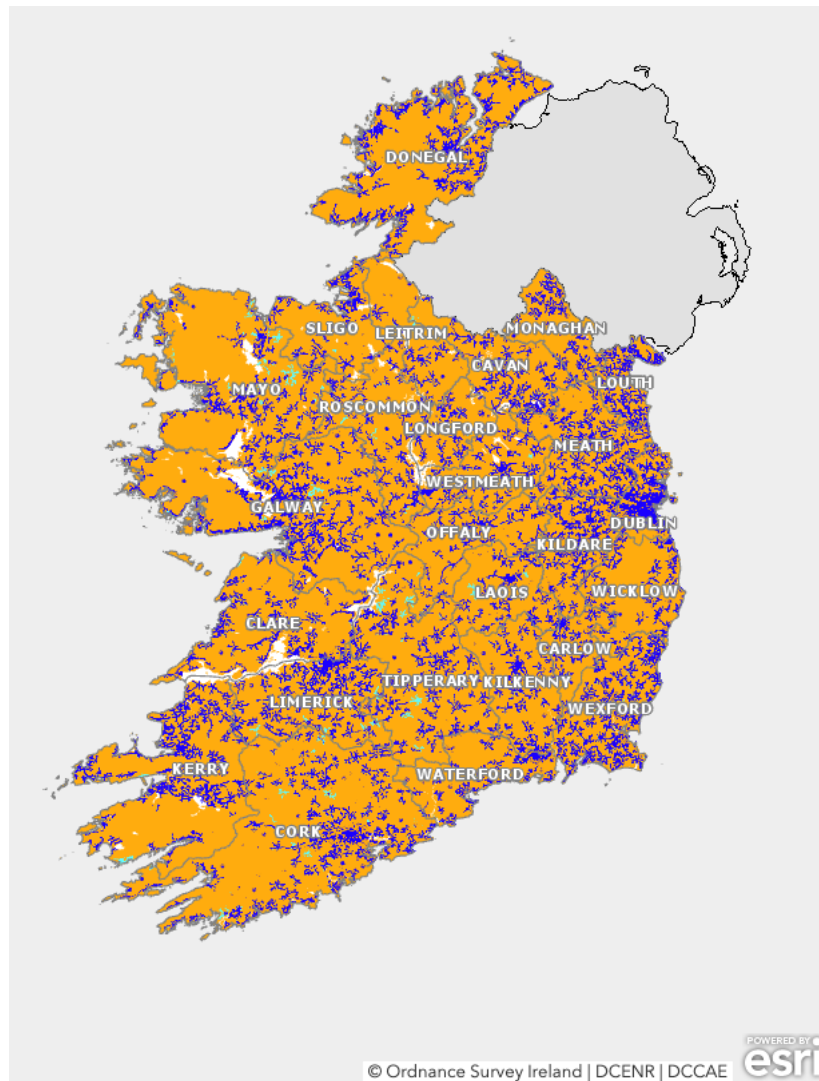 DONEGAL
SLIGO
LEITRIM
MONAGHAN
CAVAN
LOUTH
MAYO
ROSCOMMON
LONGFORD
MEATH
WESTMEATH
GALWAY
DUBLIN
OFFALY
KILDARE
LAOIS
WICKLOW
CLARE
CARLOW
TIPPERARY
KILKENNY
LIMERICK
WEXFORD
KERRY
WATERFORD
CORK
POWERED BY
esri
© Ordnance Survey Ireland | DCENR | DCCAE